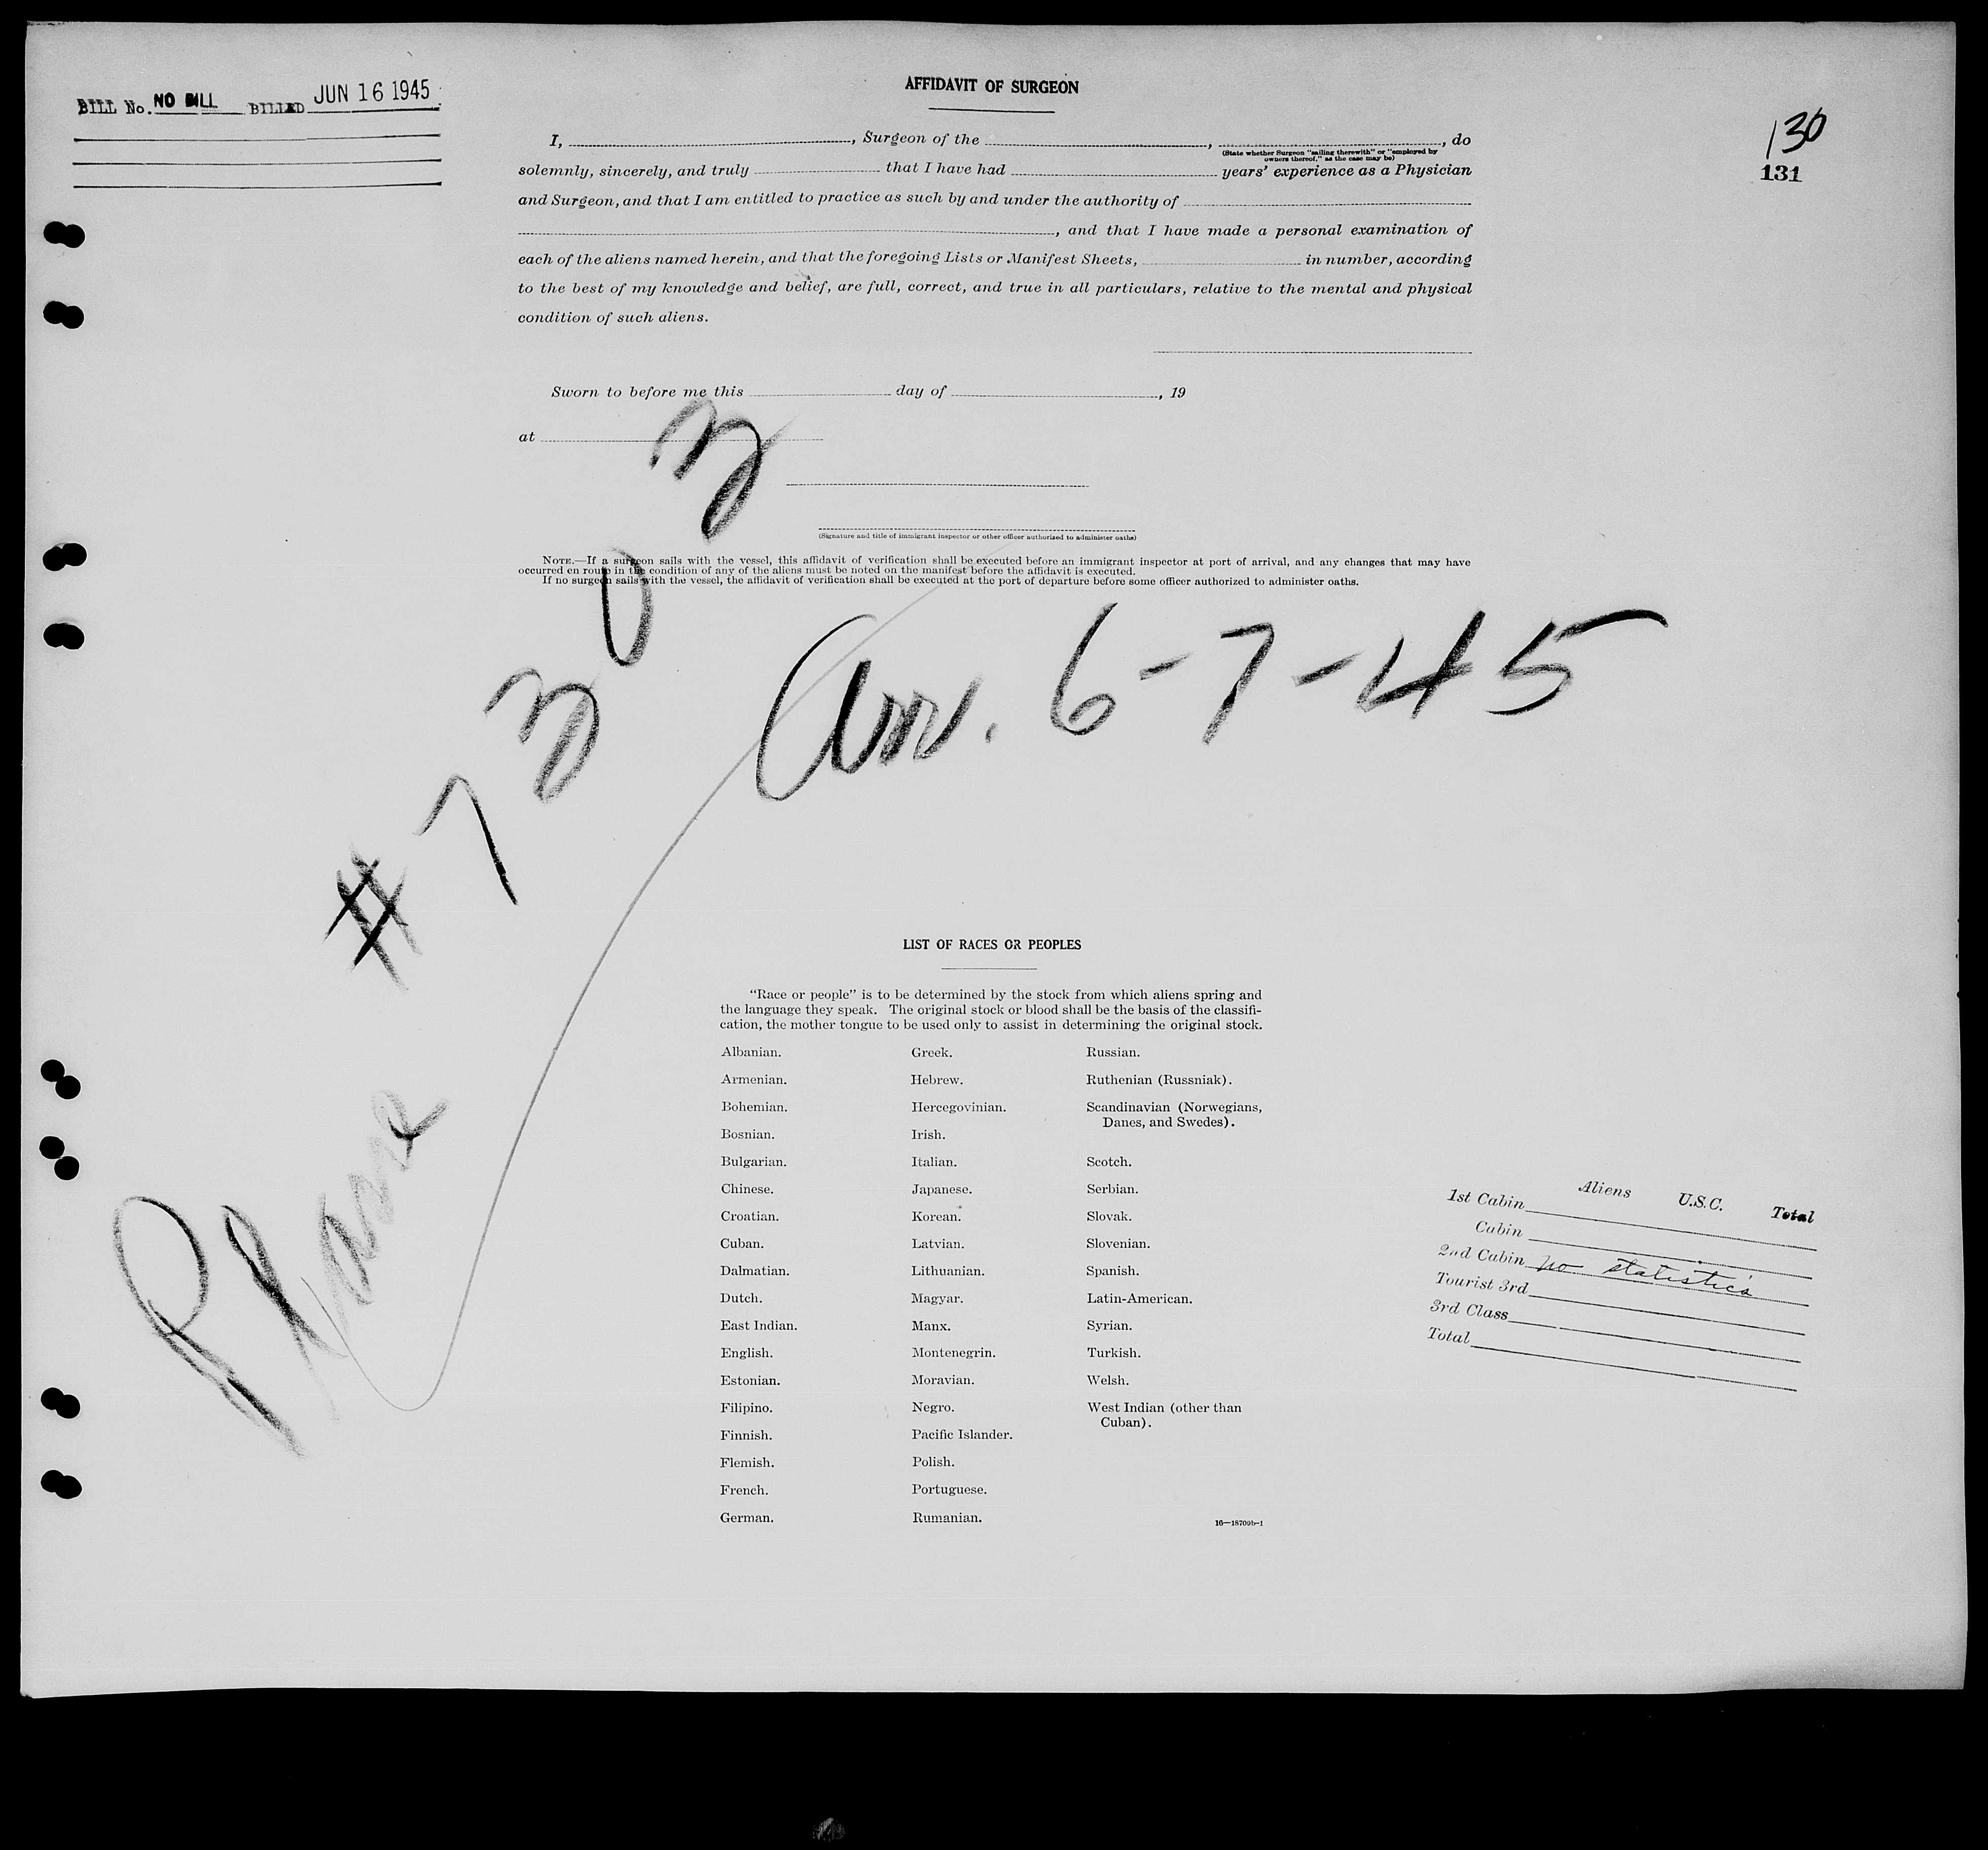 BILL No. NO BILL BILLED JUN 16 1945
AFFIDAVIT OF SURGEON
130
131
I, , Surgeon of the , , do
(State whether Surgeon "sailing therewith" or "employed by
owners thereof," as the case may be)
solemnly, sincerely, and truly that I have had years' experience as a Physician
and Surgeon, and that I am entitled to practice as such by and under the authority of
, and that I have made a personal examination of
each of the aliens named herein, and that the foregoing Lists or Manifest Sheets, in number, according
to the best of my knowledge and belief, are full, correct, and true in all particulars, relative to the mental and physical
condition of such aliens.
Sworn to before me this day of , 19
at
(Signature and title of immigrant inspector or other officer authorized to administer oaths)
NOTE.—If a surgeon sails with the vessel, this affidavit of verification shall be executed before an immigrant inspector at port of arrival, and any changes that may have
occurred en route in the condition of any of the aliens must be noted on the manifest before the affidavit is executed.
If no surgeon sails with the vessel, the affidavit of verification shall be executed at the port of departure before some officer authorized to administer oaths.
Plane #7303
Arr. 6-7-45
LIST OF RACES OR PEOPLES
"Race or people" is to be determined by the stock from which aliens spring and
the language they speak. The original stock or blood shall be the basis of the classifi-
cation, the mother tongue to be used only to assist in determining the original stock.
Albanian.
Armenian.
Bohemian.
Bosnian.
Bulgarian.
Chinese.
Croatian.
Cuban.
Dalmatian.
Dutch.
East Indian.
English.
Estonian.
Filipino.
Finnish.
Flemish.
French.
German.
Greek.
Hebrew.
Hercegovinian.
Irish.
Italian.
Japanese.
Korean.
Latvian.
Lithuanian.
Magyar.
Manx.
Montenegrin.
Moravian.
Negro.
Pacific Islander.
Polish.
Portuguese.
Rumanian.
Russian.
Ruthenian (Russniak).
Scandinavian (Norwegians,
Danes, and Swedes).
Scotch.
Serbian.
Slovak.
Slovenian.
Spanish.
Latin-American.
Syrian.
Turkish.
Welsh.
West Indian (other than
Cuban).
16—18709b-1
Aliens U.S.C. Total
1st Cabin
Cabin
2nd Cabin no statistics
Tourist 3rd
3rd Class
Total